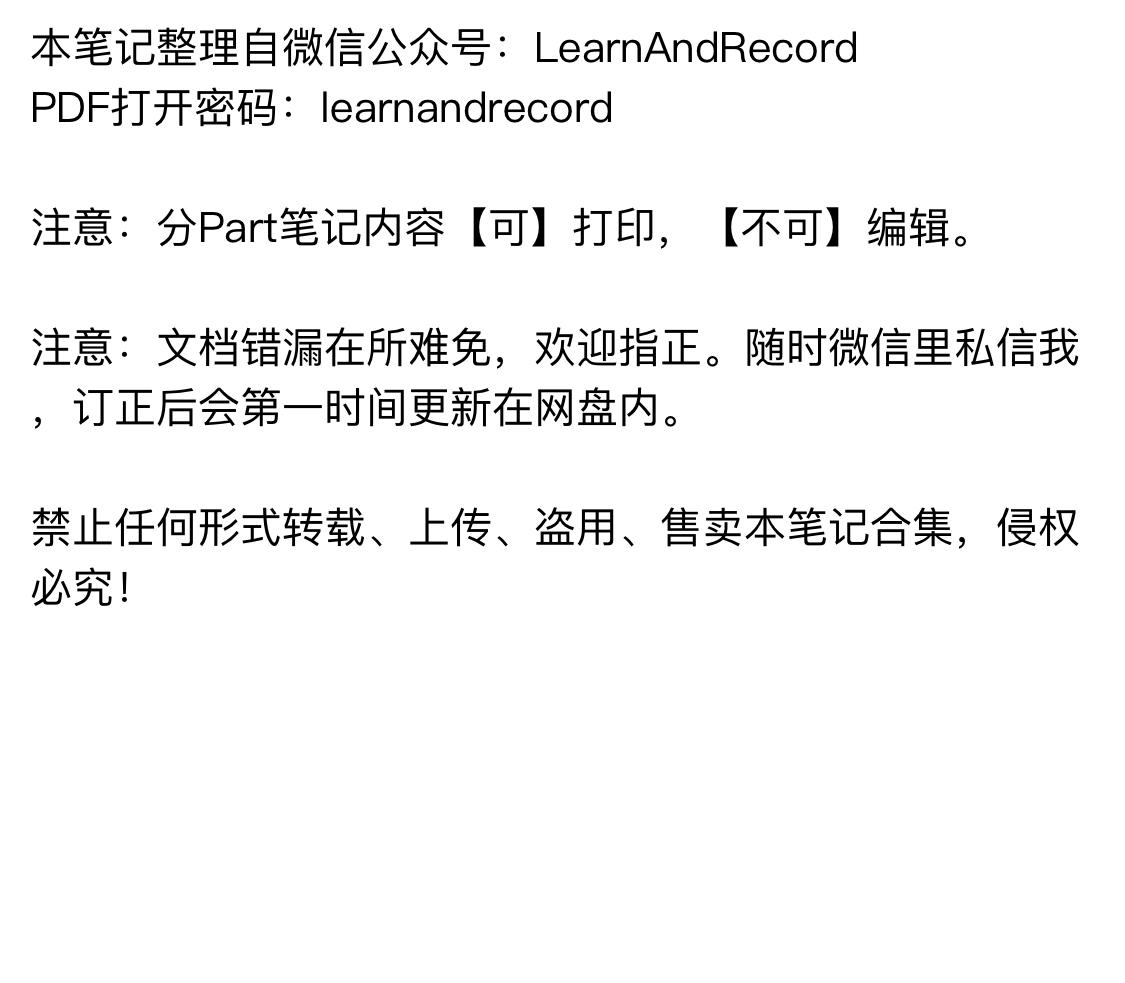 本笔记整理自微信公众号：LearnAndRecord
PDF打开密码：learnandrecord
注意：分Part笔记内容【可】打印，【不可】编辑。
注意：文档错漏在所难免，欢迎指正。随时微信里私信我
，订正后会第一时间更新在网盘内。
禁止任何形式转载、上传、盗用、售卖本笔记合集，侵权
必究！